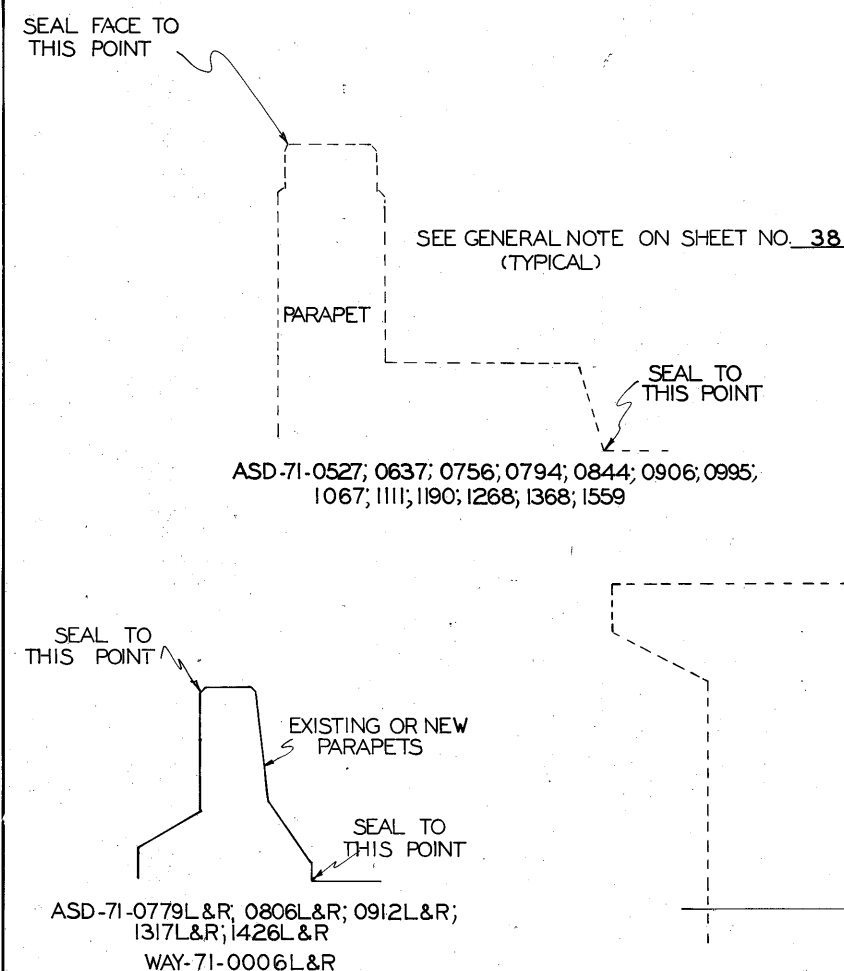 SEAL FACE TO
THIS POINT
SEE GENERAL NOTE ON SHEET NO. 38
(TYPICAL)
PARAPET
SEAL TO
THIS POINT
ASD-71-0527; 0637; 0756; 0794; 0844; 0906; 0995;
1067; 1111; 1190; 1268; 1368; 1559
SEAL TO
THIS POINT
EXISTING OR NEW
PARAPETS
SEAL TO
THIS POINT
ASD-71-0779L&R; 0806L&R; 0912L&R;
1317L&R; 1426L&R
WAY-71-0006L&R